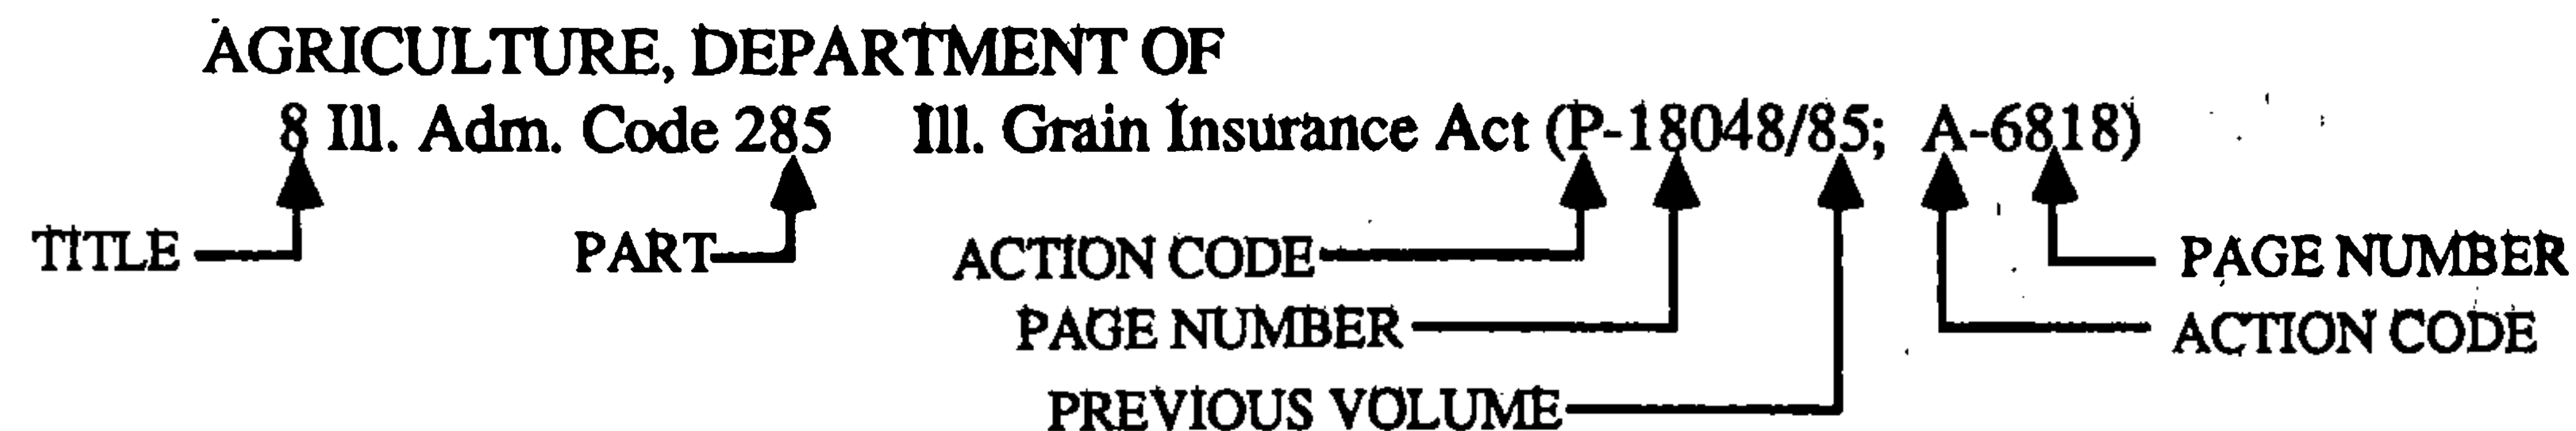 AGRICULTURE, DEPARTMENT OF
8 Ill. Adm. Code 285 Ill. Grain Insurance Act (P-18048/85; A-6818)
TITLE PART ACTION CODE PAGE NUMBER
PAGE NUMBER ACTION CODE
PREVIOUS VOLUME